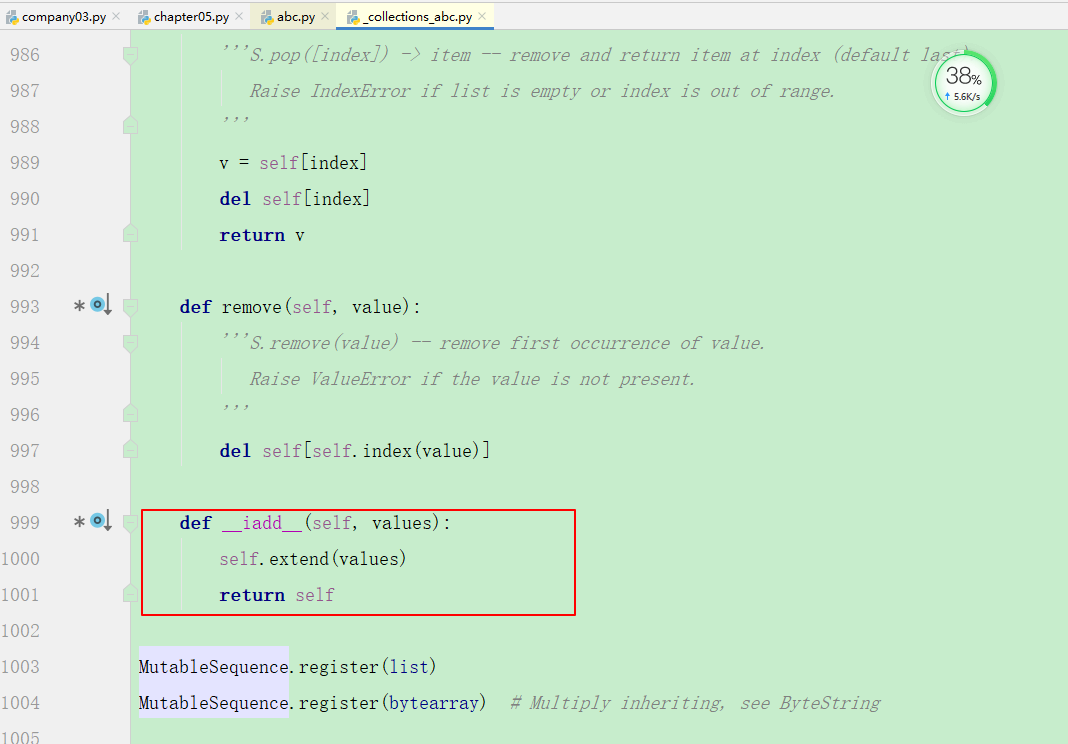 company03.py × chapter05.py × abc.py × _collections_abc.py ×
986 '''S.pop([index]) -> item -- remove and return item at index (default last)
38%
987 Raise IndexError if list is empty or index is out of range.
↑ 5.6K/s
988 '''
989 v = self[index]
990 del self[index]
991 return v
992
993 * def remove(self, value):
994 '''S.remove(value) -- remove first occurrence of value.
995 Raise ValueError if the value is not present.
996 '''
997 del self[self.index(value)]
998
999 * def __iadd__(self, values):
1000 self.extend(values)
1001 return self
1002
1003 MutableSequence.register(list)
1004 MutableSequence.register(bytearray) # Multiply inheriting, see ByteString
1005